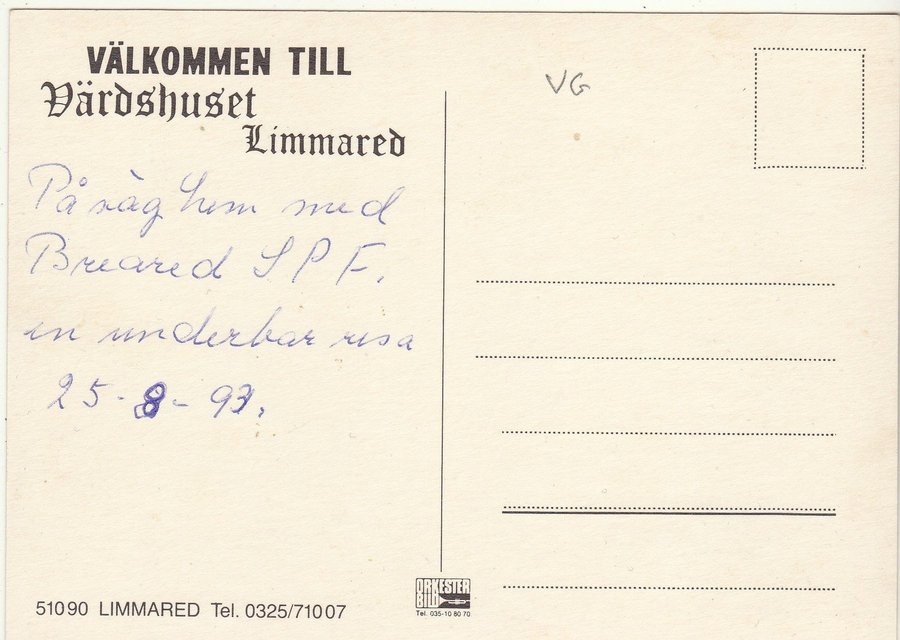 VÄLKOMMEN TILL
Värdshuset
Limmared
VG
På väg hem med
Breared SPF.
en underbar resa
25-8-93.
51090 LIMMARED Tel. 0325/71007
ORKESTER
BILD
Tel. 035-10 80 70